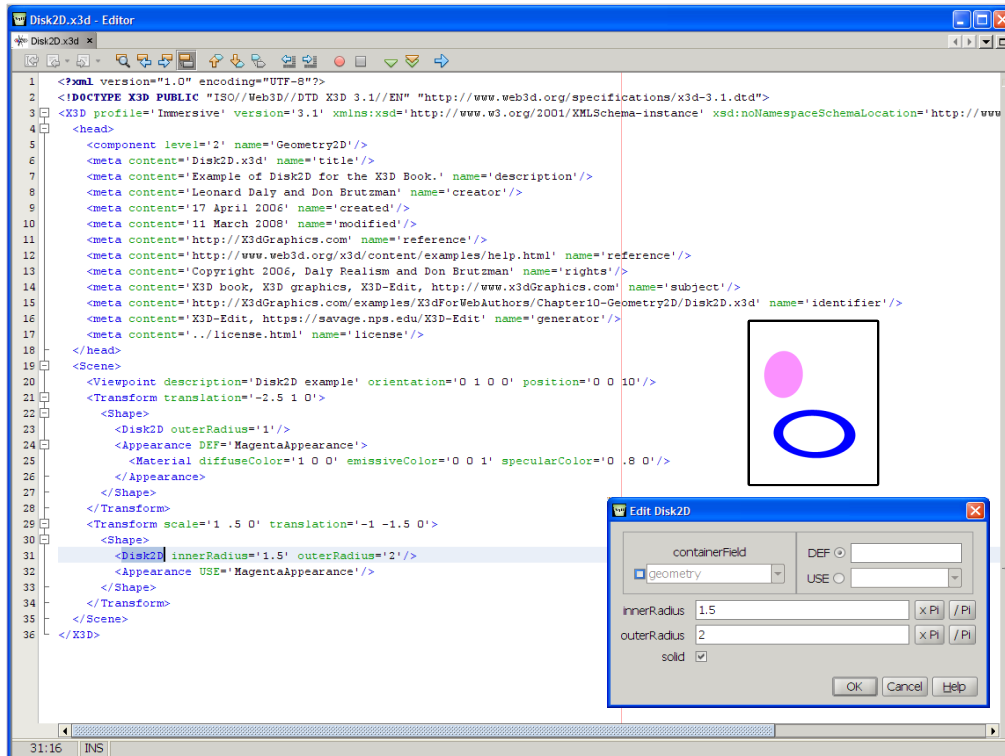 Disk2D.x3d - Editor
Disk2D.x3d
1 <?xml version="1.0" encoding="UTF-8"?>
2 <!DOCTYPE X3D PUBLIC "ISO//Web3D//DTD X3D 3.1//EN" "http://www.web3d.org/specifications/x3d-3.1.dtd">
3 <X3D profile='Immersive' version='3.1' xmlns:xsd='http://www.w3.org/2001/XMLSchema-instance' xsd:noNamespaceSchemaLocation='http://www
4 <head>
5 <component level='2' name='Geometry2D'/>
6 <meta content='Disk2D.x3d' name='title'/>
7 <meta content='Example of Disk2D for the X3D Book.' name='description'/>
8 <meta content='Leonard Daly and Don Brutzman' name='creator'/>
9 <meta content='17 April 2006' name='created'/>
10 <meta content='11 March 2008' name='modified'/>
11 <meta content='http://X3dGraphics.com' name='reference'/>
12 <meta content='http://www.web3d.org/x3d/content/examples/help.html' name='reference'/>
13 <meta content='Copyright 2006, Daly Realism and Don Brutzman' name='rights'/>
14 <meta content='X3D book, X3D graphics, X3D-Edit, http://www.x3dGraphics.com' name='subject'/>
15 <meta content='http://X3dGraphics.com/examples/X3dForWebAuthors/Chapter10-Geometry2D/Disk2D.x3d' name='identifier'/>
16 <meta content='X3D-Edit, https://savage.nps.edu/X3D-Edit' name='generator'/>
17 <meta content='../license.html' name='license'/>
18 </head>
19 <Scene>
20 <Viewpoint description='Disk2D example' orientation='0 1 0 0' position='0 0 10'/>
21 <Transform translation='-2.5 1 0'>
22 <Shape>
23 <Disk2D outerRadius='1'/>
24 <Appearance DEF='MagentaAppearance'>
25 <Material diffuseColor='1 0 0' emissiveColor='0 0 1' specularColor='0 .8 0'/>
26 </Appearance>
27 </Shape>
28 </Transform>
29 <Transform scale='1 .5 0' translation='-1 -1.5 0'>
30 <Shape>
31 <Disk2D innerRadius='1.5' outerRadius='2'/>
32 <Appearance USE='MagentaAppearance'/>
33 </Shape>
34 </Transform>
35 </Scene>
36 </X3D>
Edit Disk2D
containerField
geometry
DEF
USE
innerRadius 1.5 x Pi / Pi
outerRadius 2 x Pi / Pi
solid
OK Cancel Help
31:16 INS